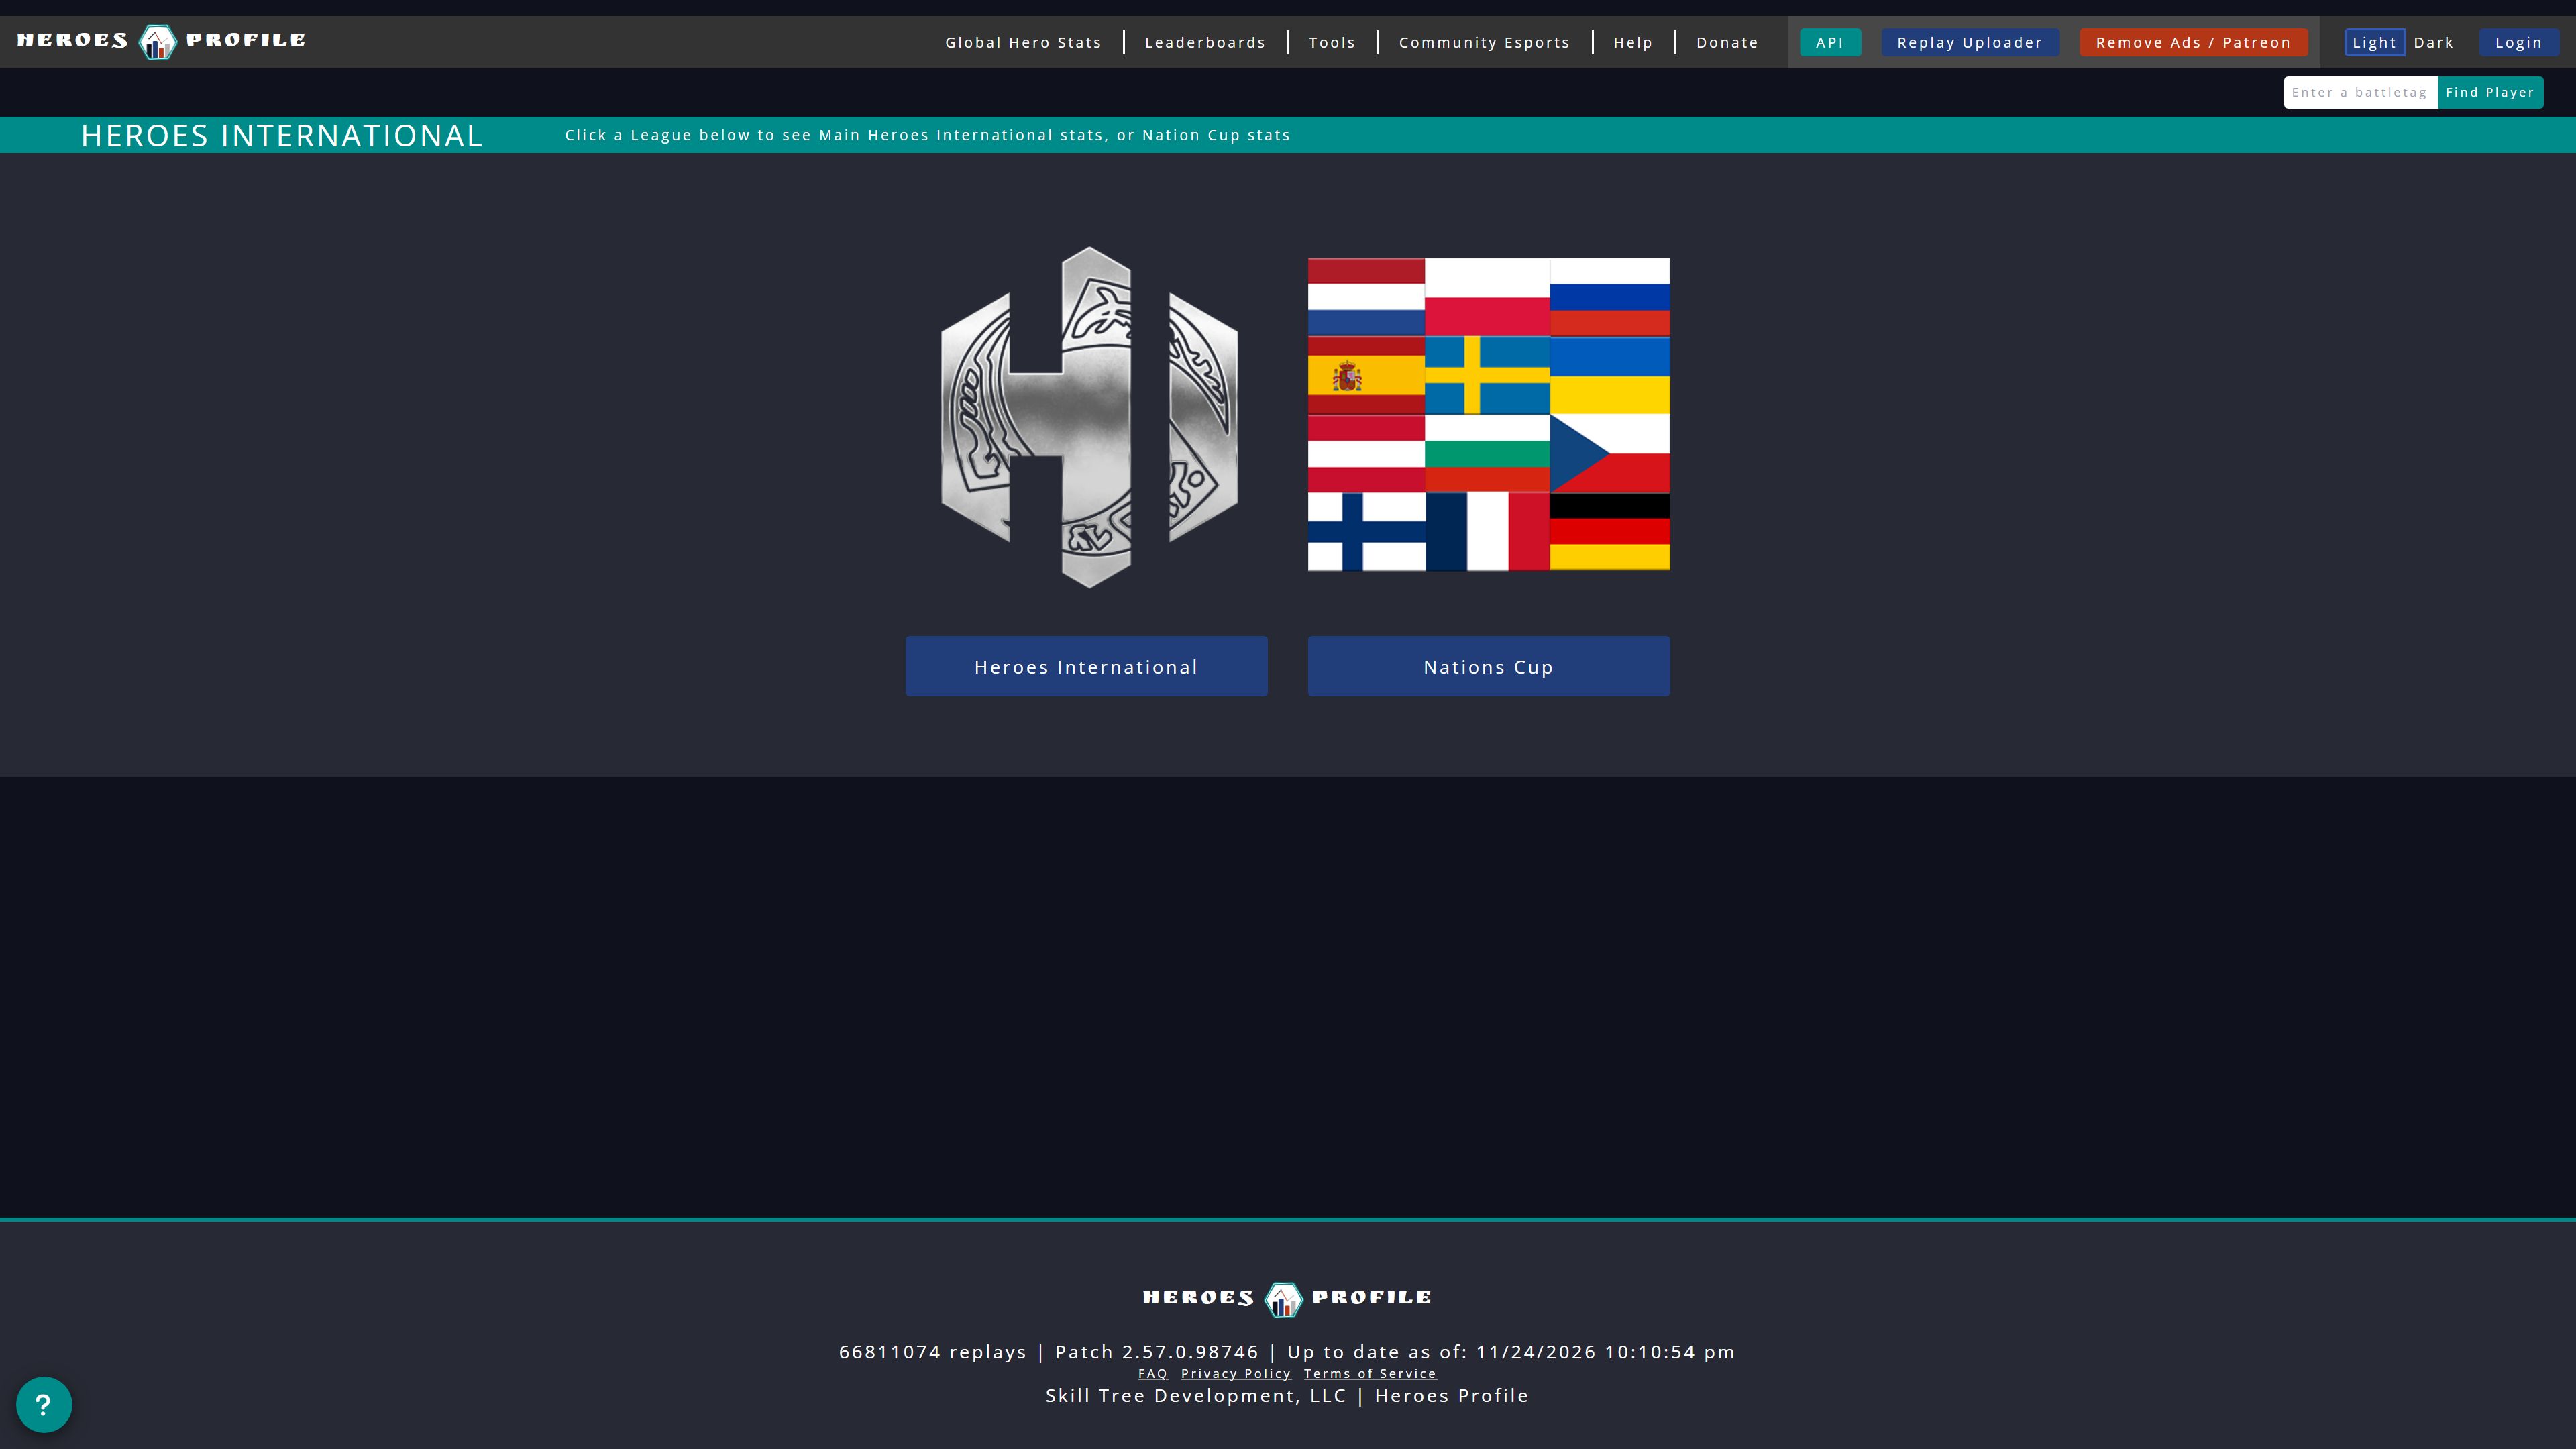 HEROES PROFILE
Global Hero Stats
Leaderboards
Tools
Community Esports
Help
Donate
API
Replay Uploader
Remove Ads / Patreon
Light
Dark
Login
Enter a battletag
Find Player
HEROES INTERNATIONAL
Click a League below to see Main Heroes International stats, or Nation Cup stats
Heroes International
Nations Cup
HEROES PROFILE
66811074 replays | Patch 2.57.0.98746 | Up to date as of: 11/24/2026 10:10:54 pm
FAQ Privacy Policy Terms of Service
Skill Tree Development, LLC | Heroes Profile
?